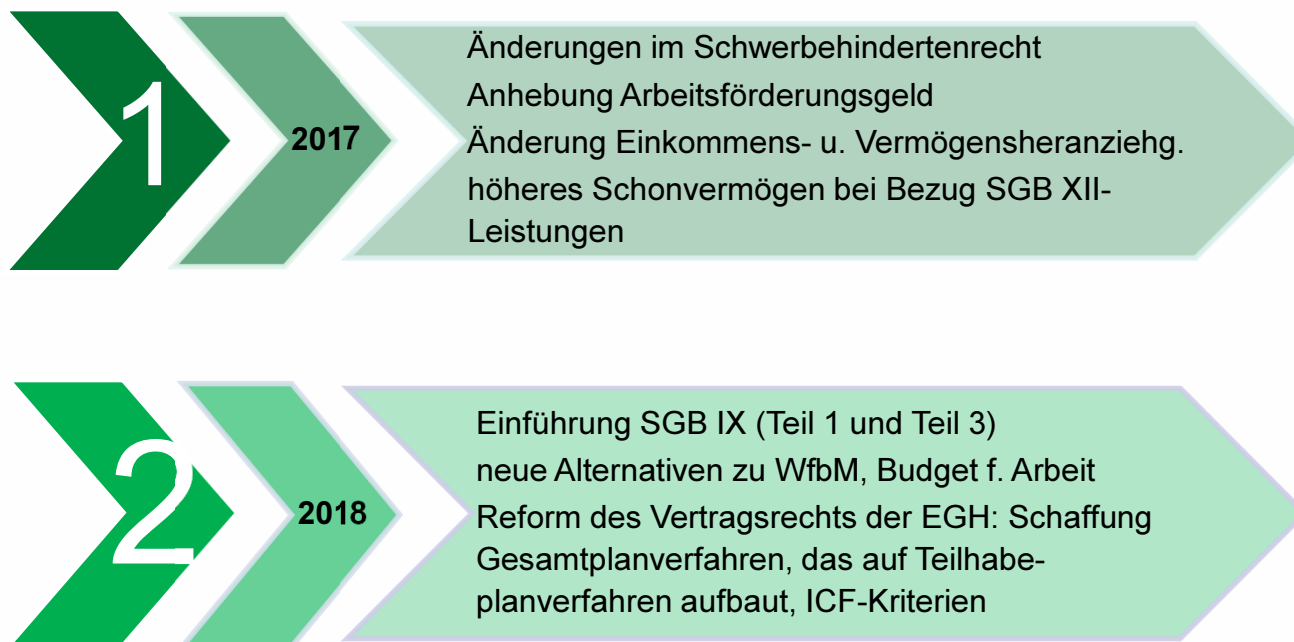 1
2017
Änderungen im Schwerbehindertenrecht
Anhebung Arbeitsförderungsgeld
Änderung Einkommens- u. Vermögensheranziehg.
höheres Schonvermögen bei Bezug SGB XII-
Leistungen
2
2018
Einführung SGB IX (Teil 1 und Teil 3)
neue Alternativen zu WfbM, Budget f. Arbeit
Reform des Vertragsrechts der EGH: Schaffung
Gesamtplanverfahren, das auf Teilhabe-
planverfahren aufbaut, ICF-Kriterien